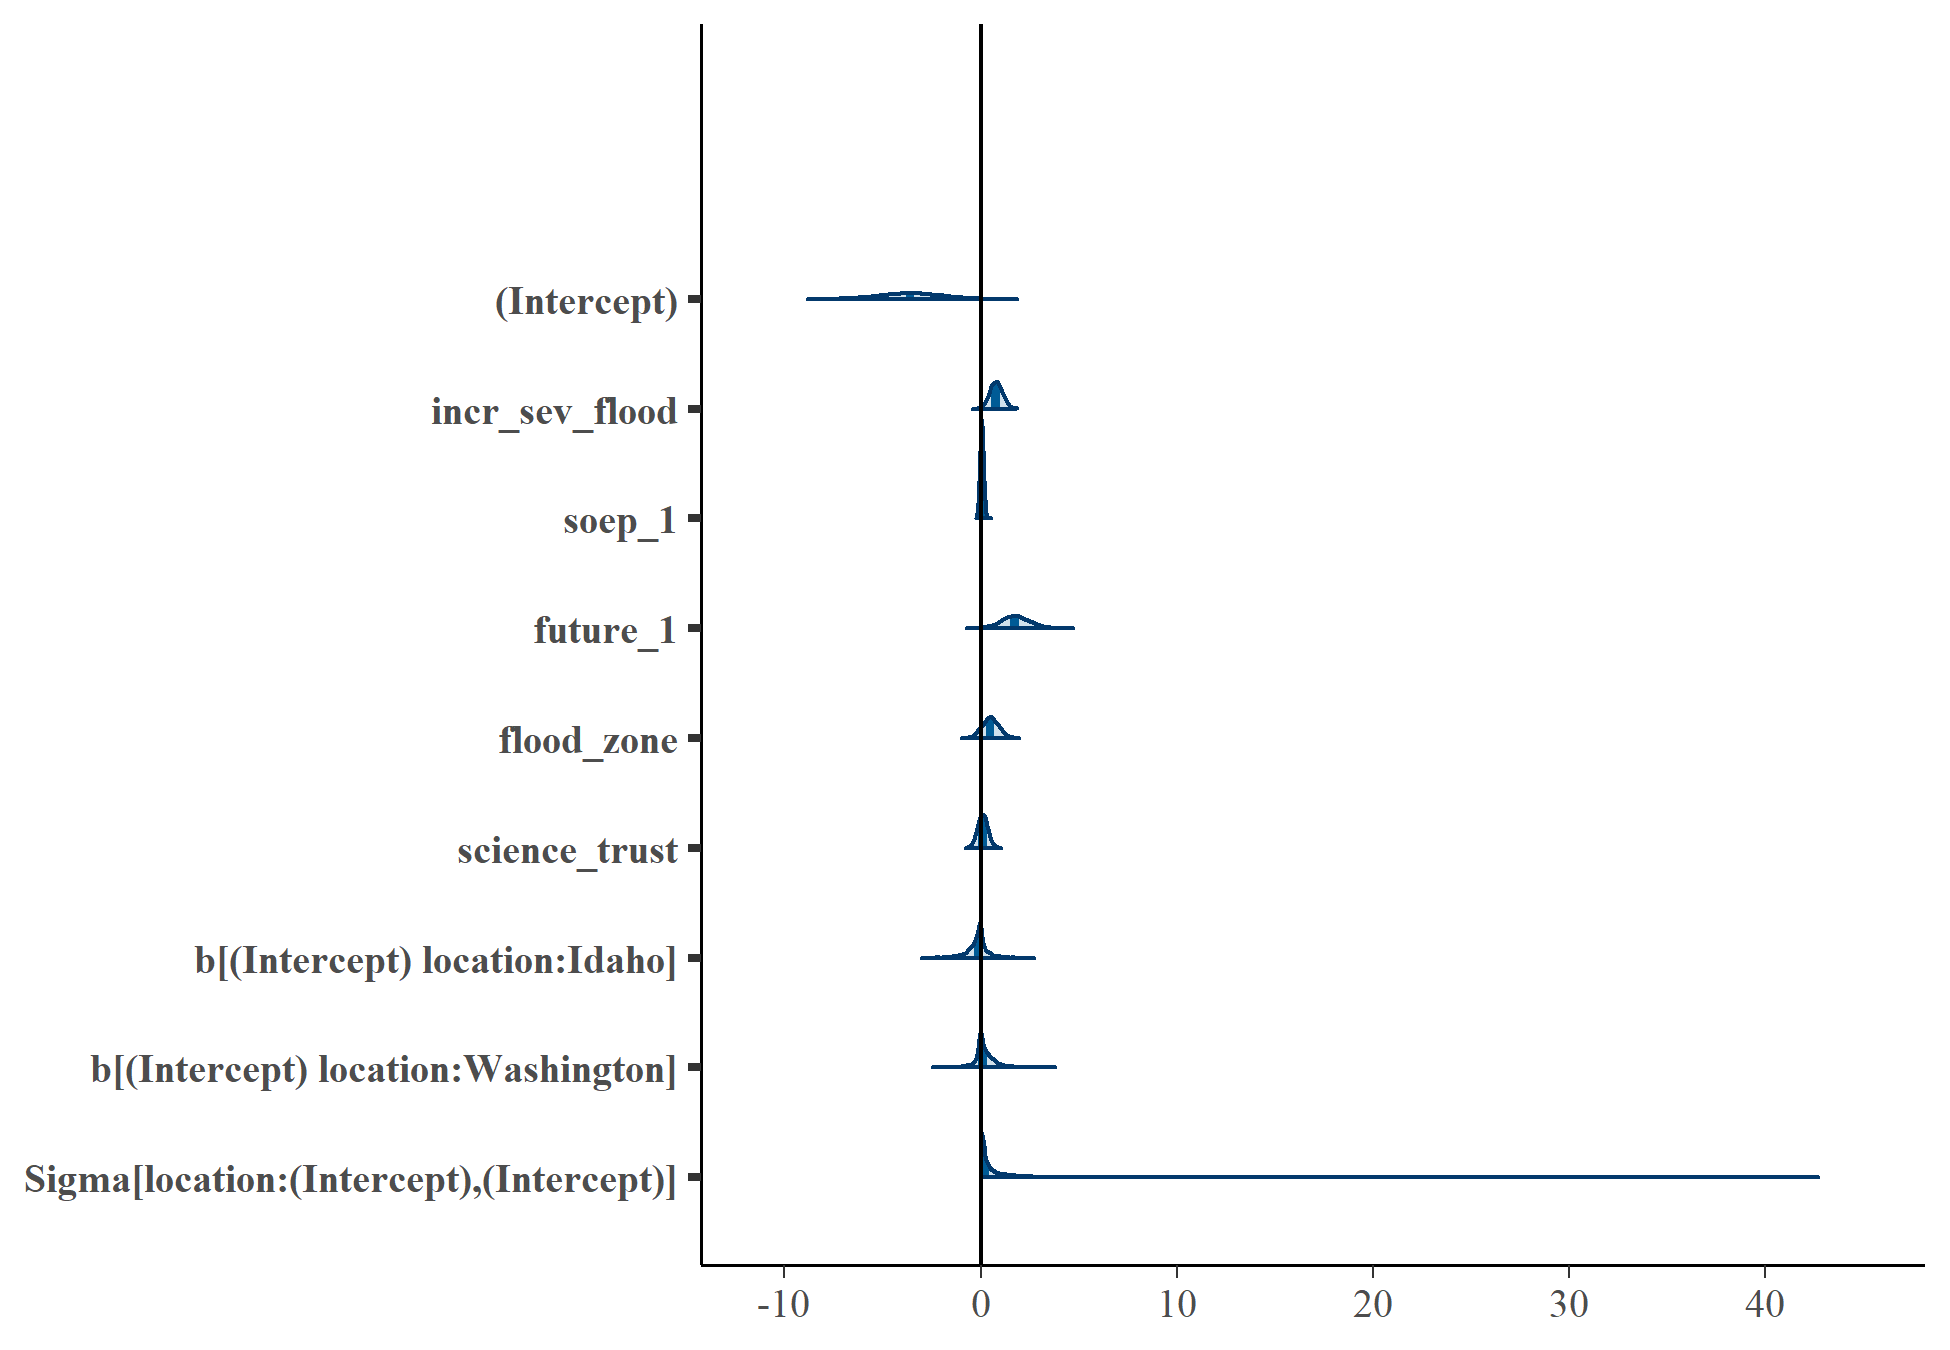 (Intercept)
incr_sev_flood
soep_1
future_1
flood_zone
science_trust
b[(Intercept) location:Idaho]
b[(Intercept) location:Washington]
Sigma[location:(Intercept),(Intercept)]
-10 0 10 20 30 40